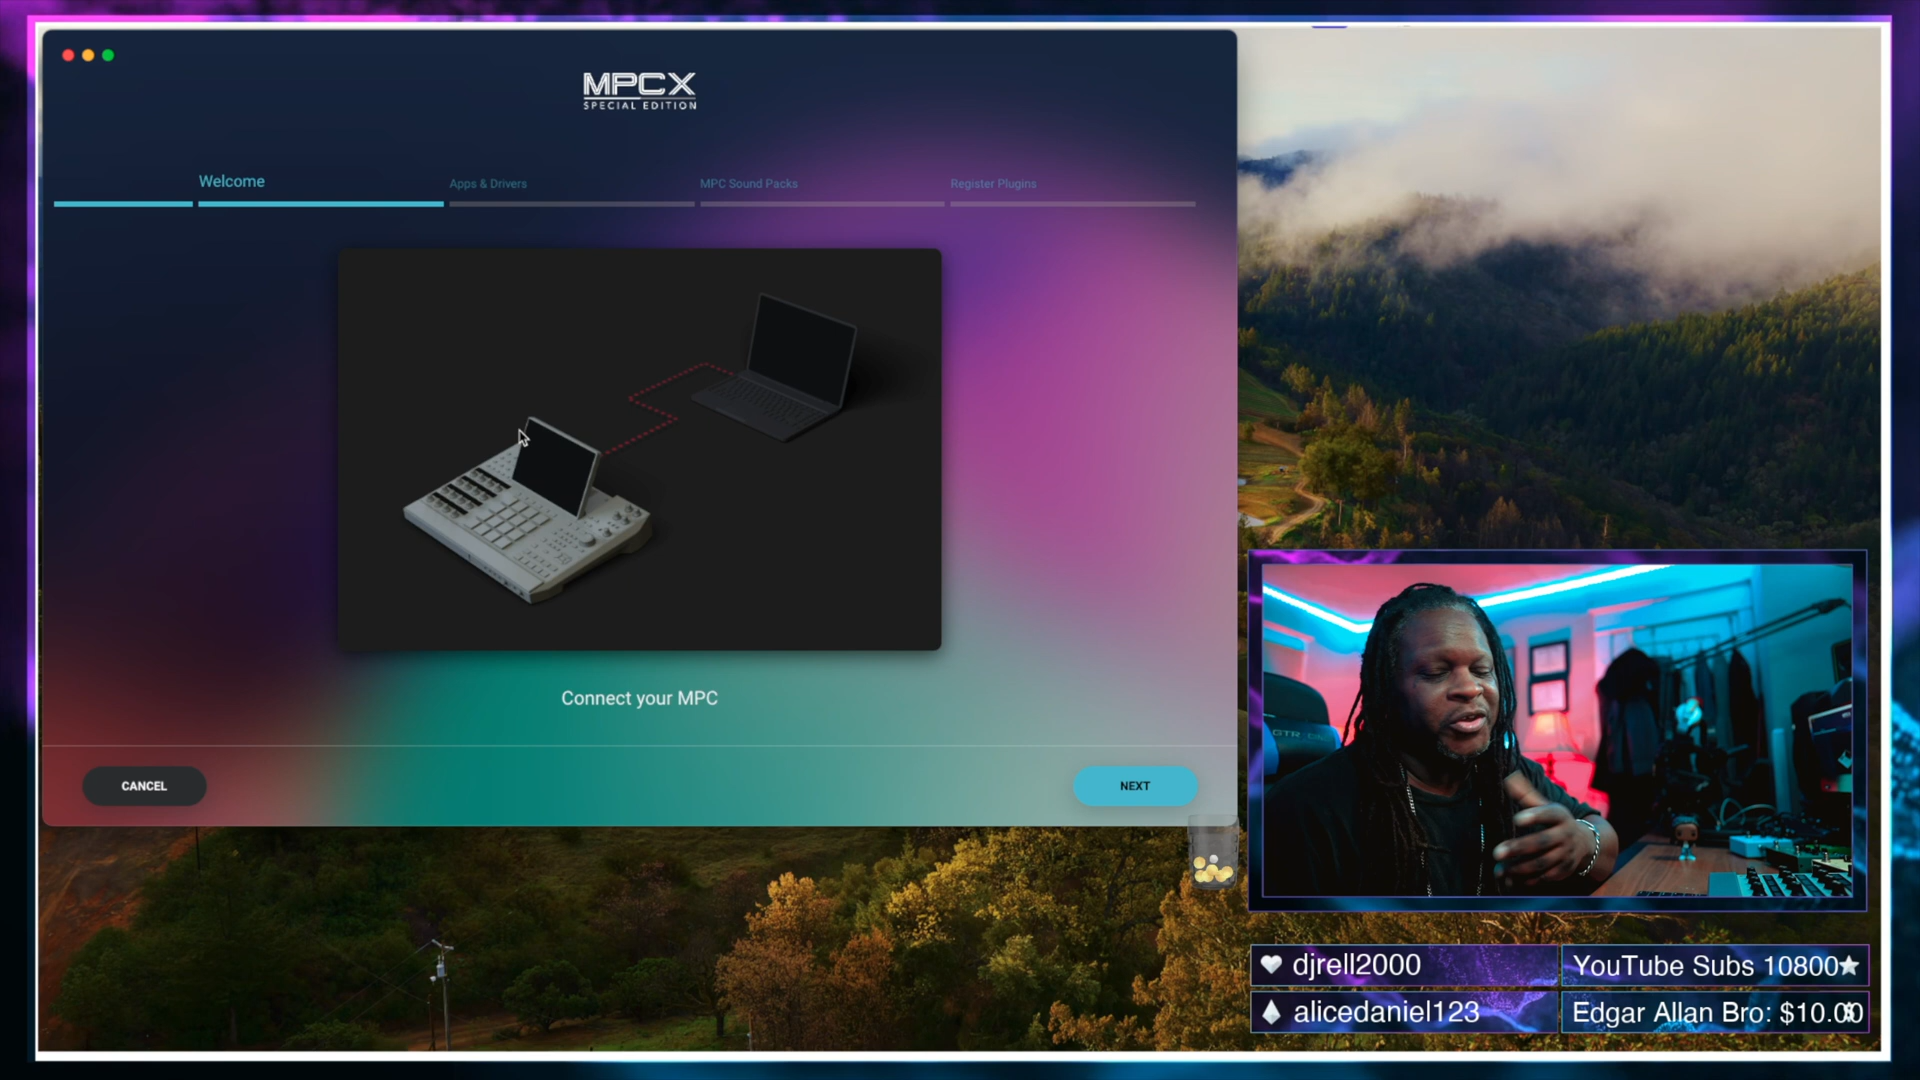 MPCX
SPECIAL EDITION
Welcome
Apps & Drivers
MPC Sound Packs
Register Plugins
Connect your MPC
CANCEL
NEXT
GTR
djrell2000
YouTube Subs 10800
alicedaniel123
Edgar Allan Bro: $10.00